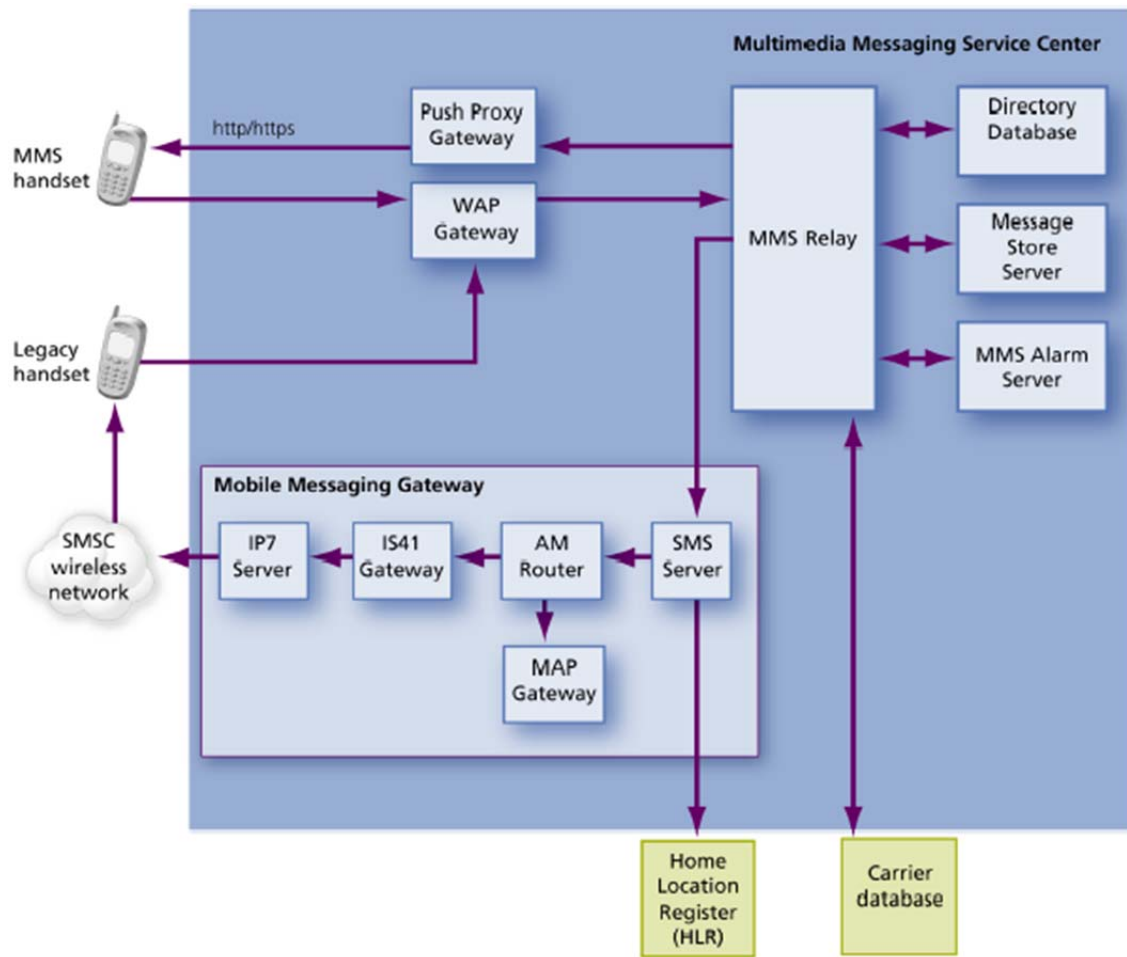 Multimedia Messaging Service Center
MMS
handset
http/https
Push Proxy
Gateway
WAP
Gateway
MMS Relay
Directory
Database
Message
Store
Server
MMS Alarm
Server
Legacy
handset
Mobile Messaging Gateway
SMSC
wireless
network
IP7
Server
IS41
Gateway
AM
Router
SMS
Server
MAP
Gateway
Home
Location
Register
(HLR)
Carrier
database